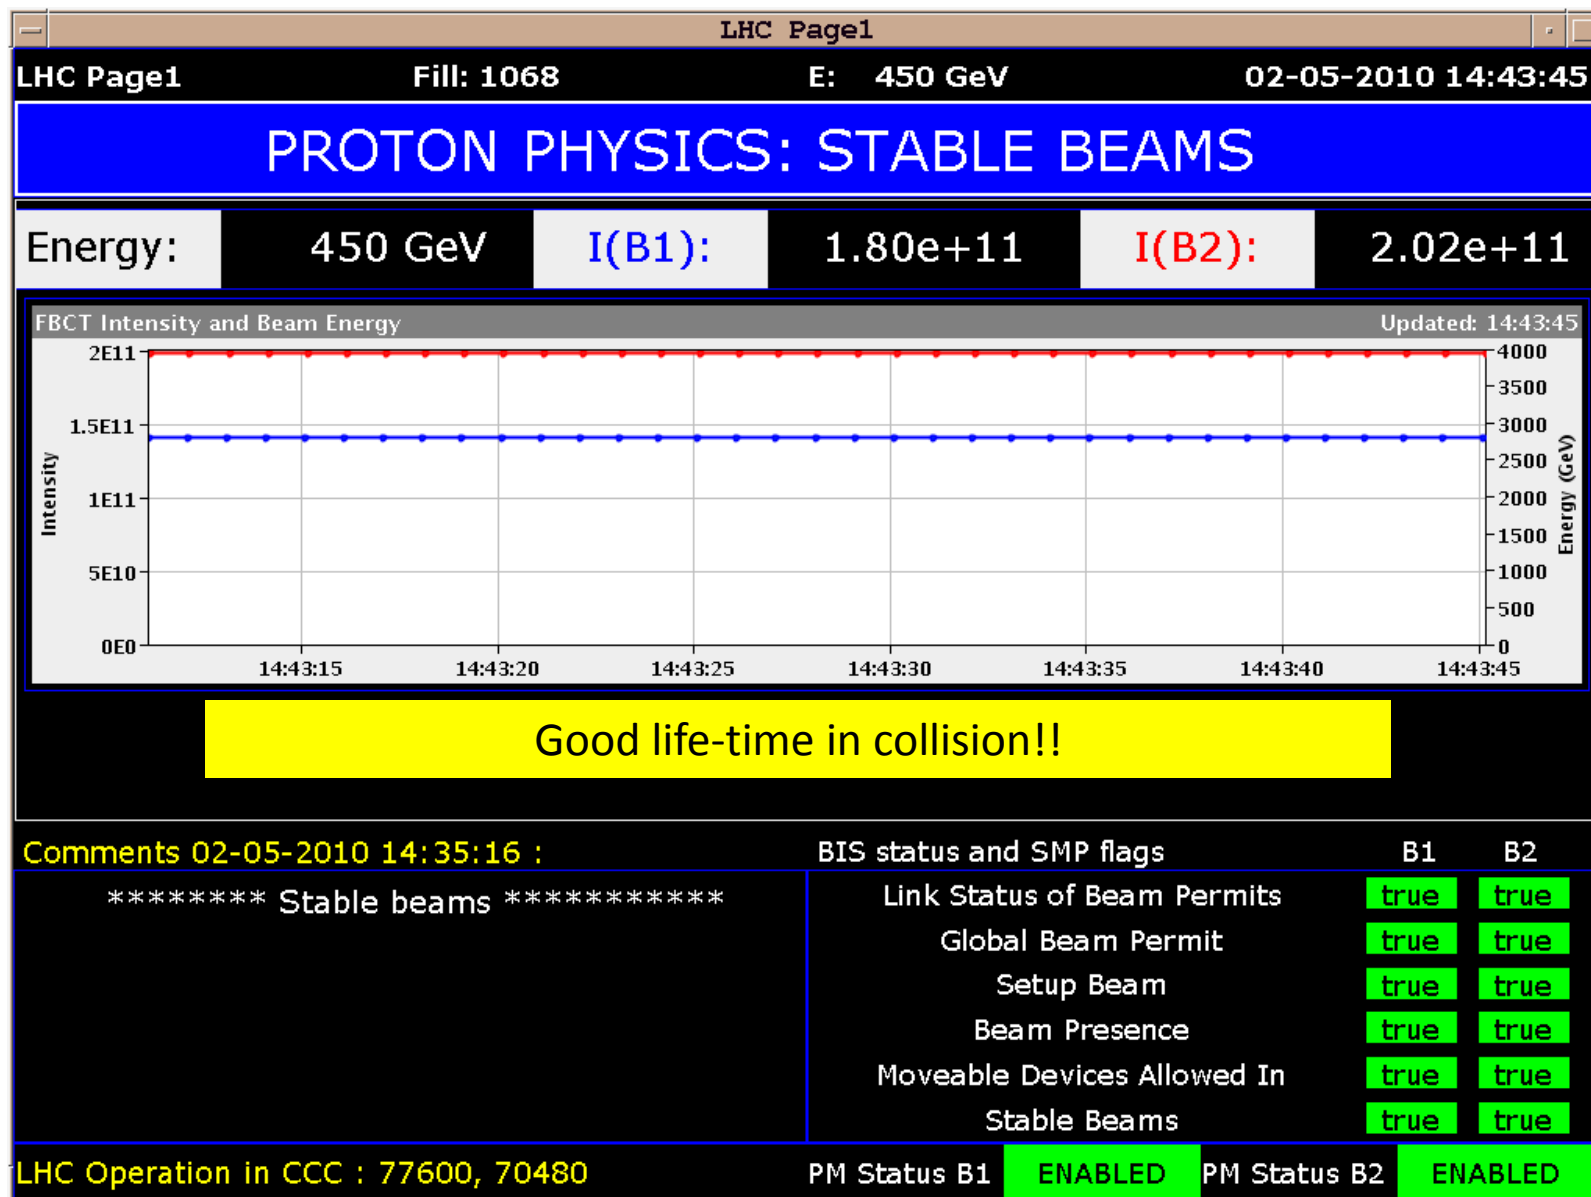 LHC Page1
LHC Page1 Fill: 1068 E: 450 GeV 02-05-2010 14:43:45
PROTON PHYSICS: STABLE BEAMS
Energy: 450 GeV I(B1): 1.80e+11 I(B2): 2.02e+11
FBCT Intensity and Beam Energy Updated: 14:43:45
2E11 4000
3500
1.5E11 3000
2500
1E11 2000
1500
5E10 1000
500
0E0 0
Intensity
Energy (GeV)
14:43:15 14:43:20 14:43:25 14:43:30 14:43:35 14:43:40 14:43:45
Good life-time in collision!!
Comments 02-05-2010 14:35:16 :
******** Stable beams ***********
BIS status and SMP flags B1 B2
Link Status of Beam Permits true true
Global Beam Permit true true
Setup Beam true true
Beam Presence true true
Moveable Devices Allowed In true true
Stable Beams true true
LHC Operation in CCC : 77600, 70480 PM Status B1 ENABLED PM Status B2 ENABLED